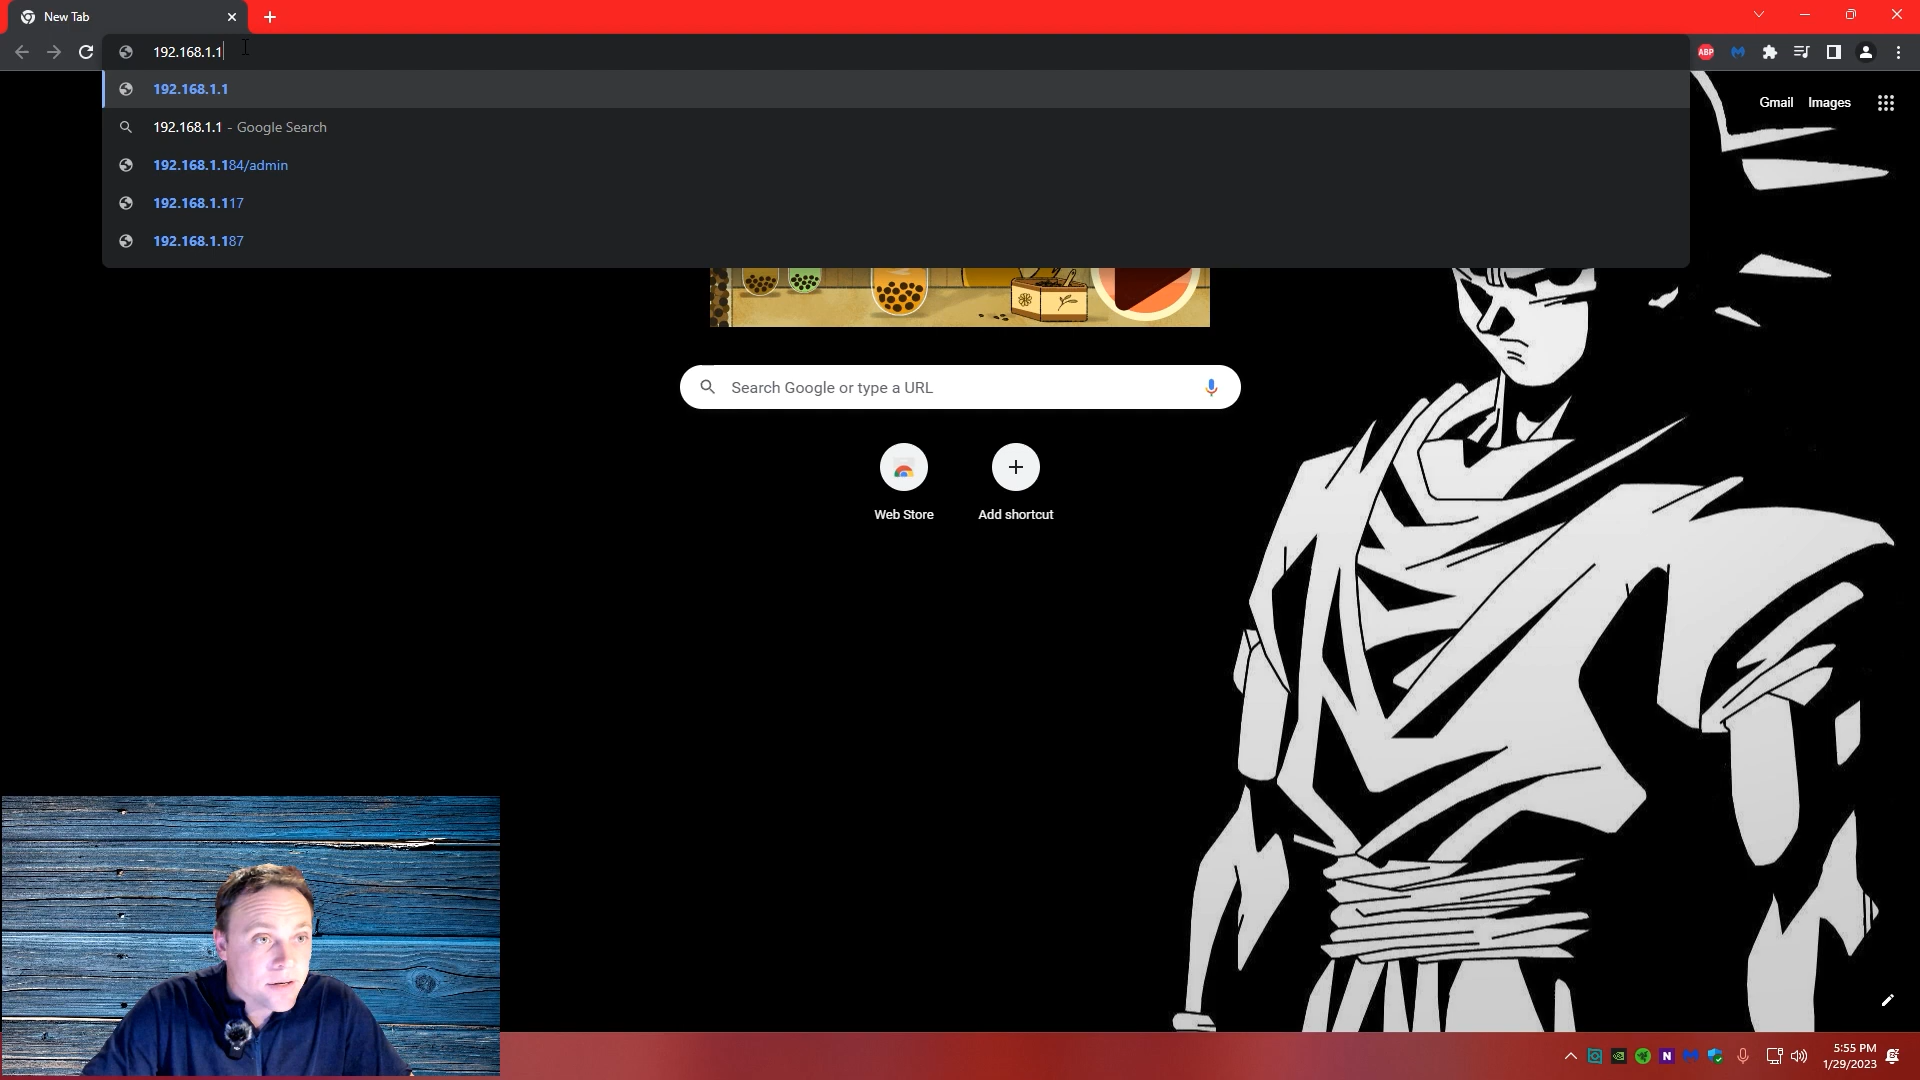 New Tab
192.168.1.1
192.168.1.1
192.168.1.1 - Google Search
192.168.1.184/admin
192.168.1.117
192.168.1.187
ABP
Gmail Images
Search Google or type a URL
Web Store Add shortcut
N
5:55 PM
1/29/2023